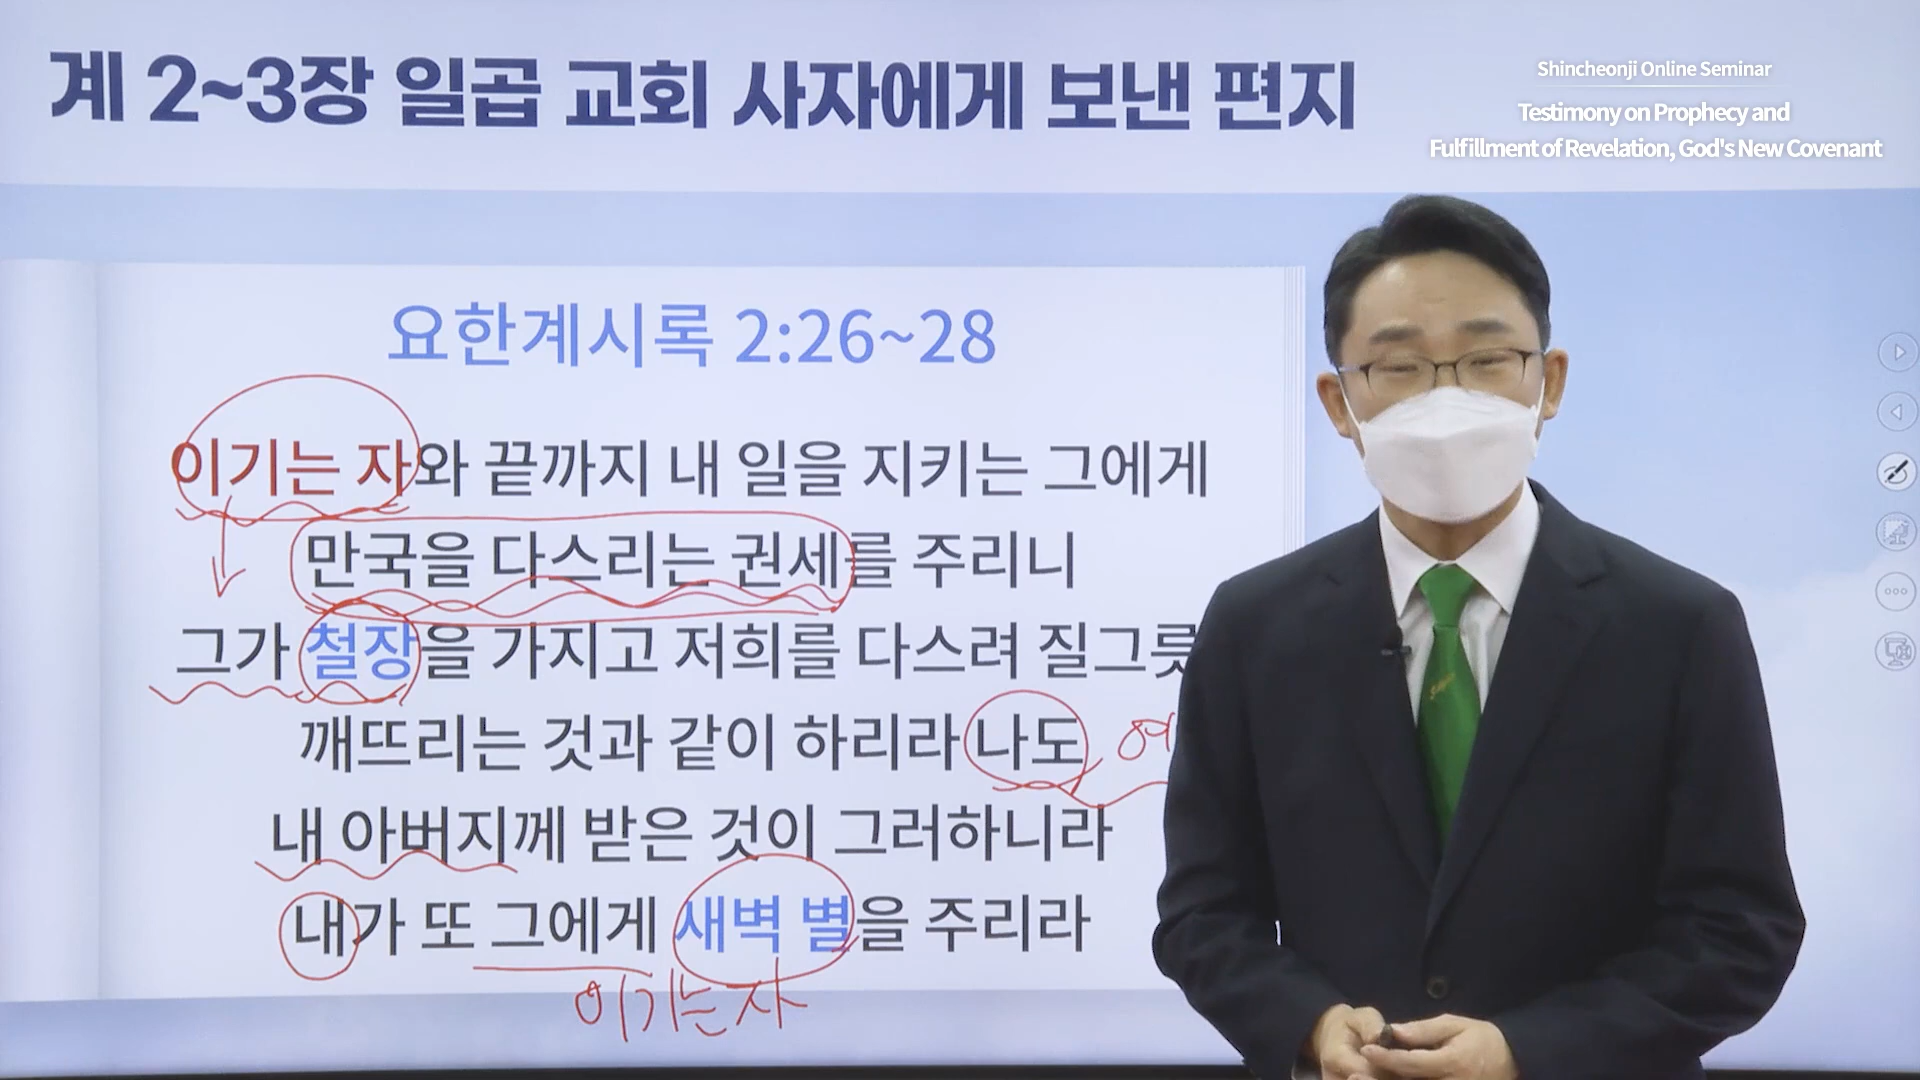 계 2~3장 일곱 교회 사자에게 보낸 편지
Shincheonji Online Seminar
Testimony on Prophecy and
Fulfillment of Revelation, God's New Covenant
요한계시록 2:26~28
이기는 자와 끝까지 내 일을 지키는 그에게
만국을 다스리는 권세를 주리니
그가 철장을 가지고 저희를 다스려 질그릇
깨뜨리는 것과 같이 하리라 나도
내 아버지께 받은 것이 그러하니라
내가 또 그에게 새벽 별을 주리라
이기는 자